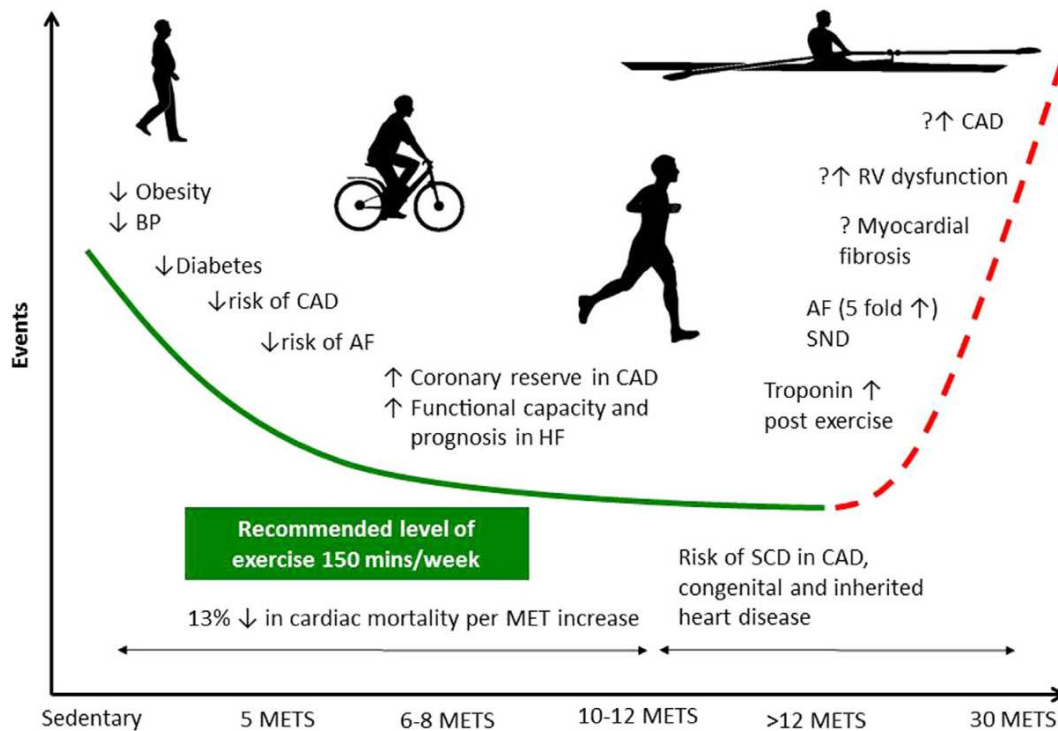 ?↑ CAD
?↑ RV dysfunction
? Myocardial
fibrosis
↓ Obesity
↓ BP
↓Diabetes
↓risk of CAD
↓risk of AF
AF (5 fold ↑)
SND
↑ Coronary reserve in CAD
↑ Functional capacity and
prognosis in HF
Troponin ↑
post exercise
Events
Recommended level of
exercise 150 mins/week
13% ↓ in cardiac mortality per MET increase
Risk of SCD in CAD,
congenital and inherited
heart disease
Sedentary
5 METS
6-8 METS
10-12 METS
>12 METS
30 METS